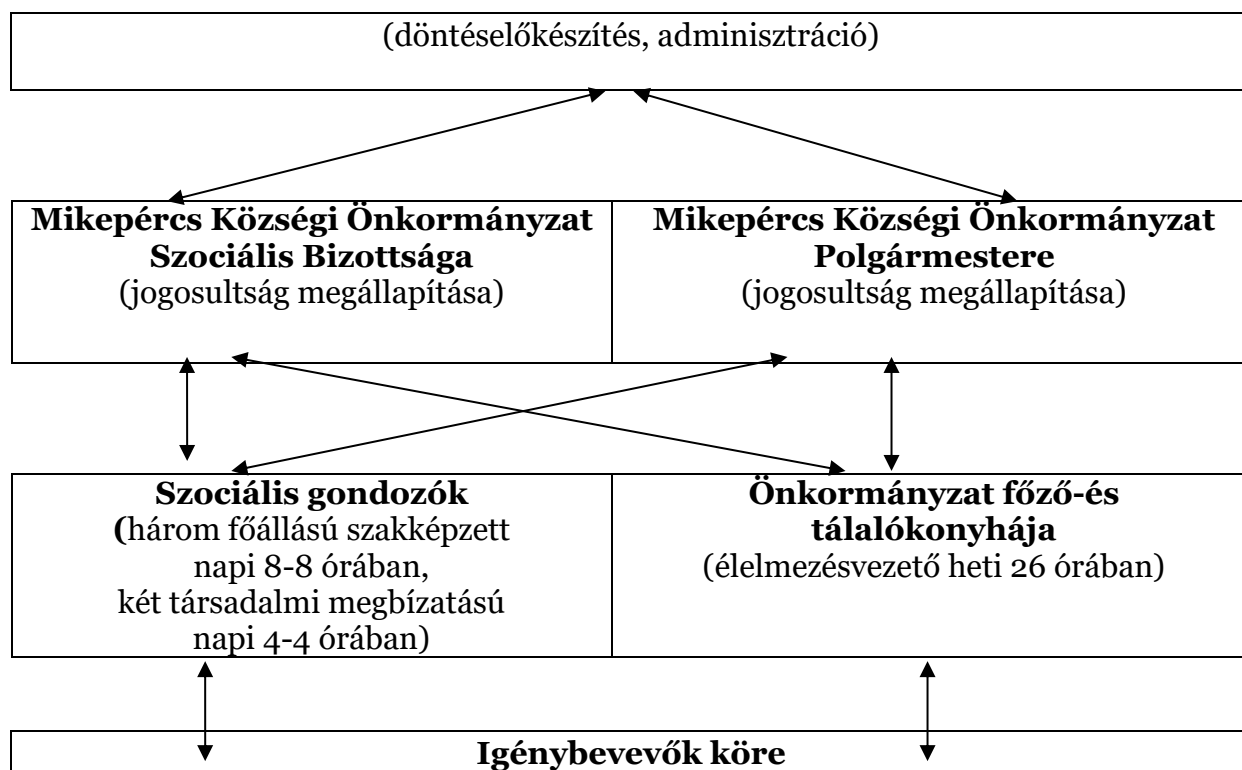 (döntéselőkészítés, adminisztráció)
Mikepércs Községi Önkormányzat
Szociális Bizottsága
(jogosultság megállapítása)
Mikepércs Községi Önkormányzat
Polgármestere
(jogosultság megállapítása)
Szociális gondozók
(három főállású szakképzett
napi 8-8 órában,
két társadalmi megbízatású
napi 4-4 órában)
Önkormányzat főző-és
tálalókonyhája
(élelmezésvezető heti 26 órában)
Igénybevevők köre